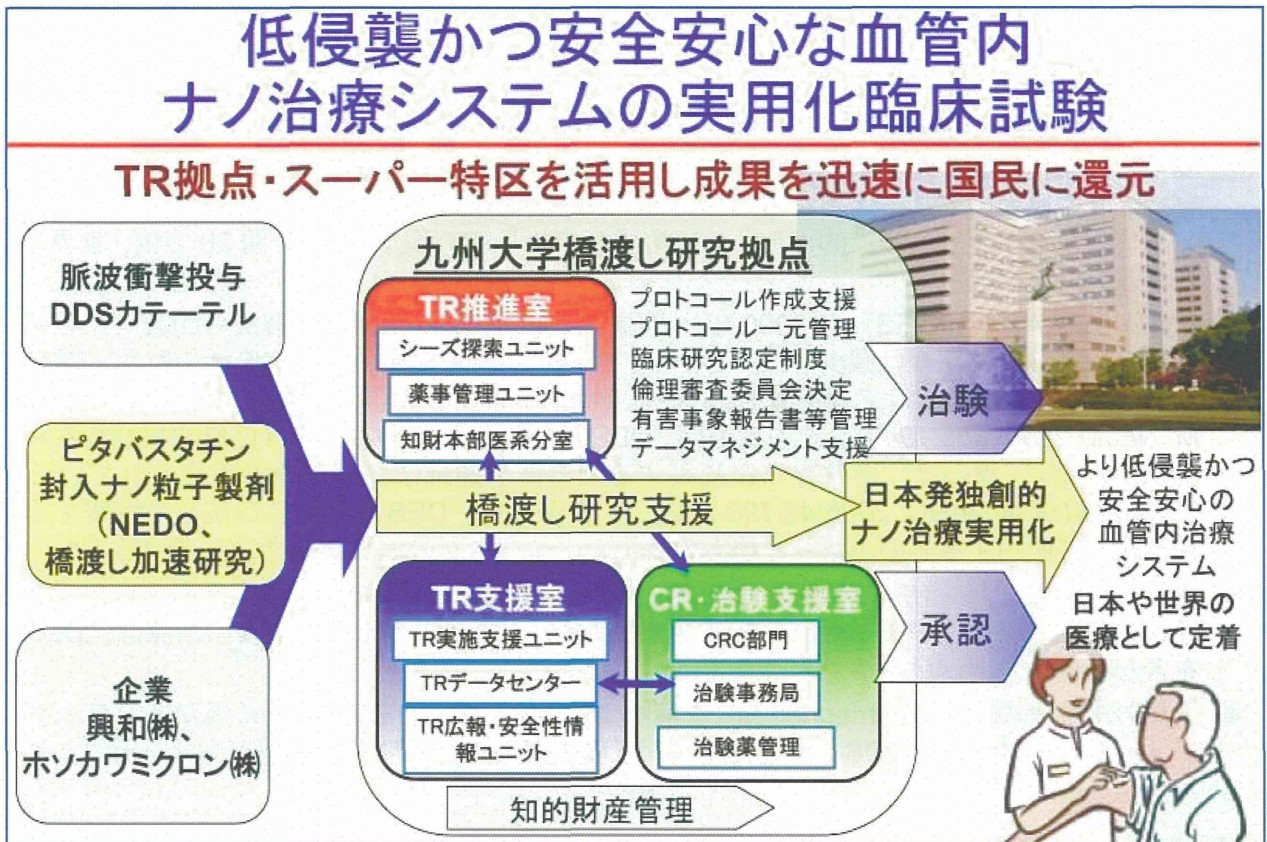 低侵襲かつ安全安心な血管内
ナノ治療システムの実用化臨床試験
TR拠点・スーパー特区を活用し成果を迅速に国民に還元
脈波衝撃投与
DDSカテーテル
ピタバスタチン
封入ナノ粒子製剤
（NEDO、
橋渡し加速研究）
企業
興和㈱、
ホソカワミクロン㈱
九州大学橋渡し研究拠点
TR推進室
シーズ探索ユニット
薬事管理ユニット
知財本部医系分室
プロトコール作成支援
プロトコール一元管理
臨床研究認定制度
倫理審査委員会決定
有害事象報告書等管理
データマネジメント支援
橋渡し研究支援
TR支援室
TR実施支援ユニット
TRデータセンター
TR広報・安全性情
報ユニット
CR・治験支援室
CRC部門
治験事務局
治験薬管理
知的財産管理
治験
日本発独創的
ナノ治療実用化
承認
より低侵襲かつ
安全安心の
血管内治療
システム
日本や世界の
医療として定着